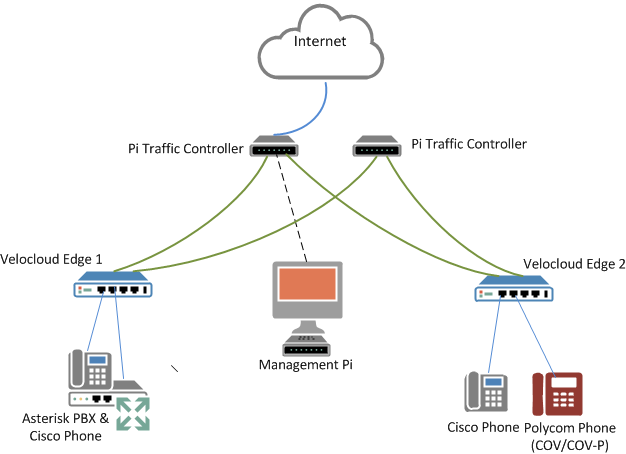 Internet
Pi Traffic Controller
Pi Traffic Controller
Velocloud Edge 1
Velocloud Edge 2
Management Pi
Asterisk PBX &
Cisco Phone
Cisco Phone
Polycom Phone
(COV/COV-P)